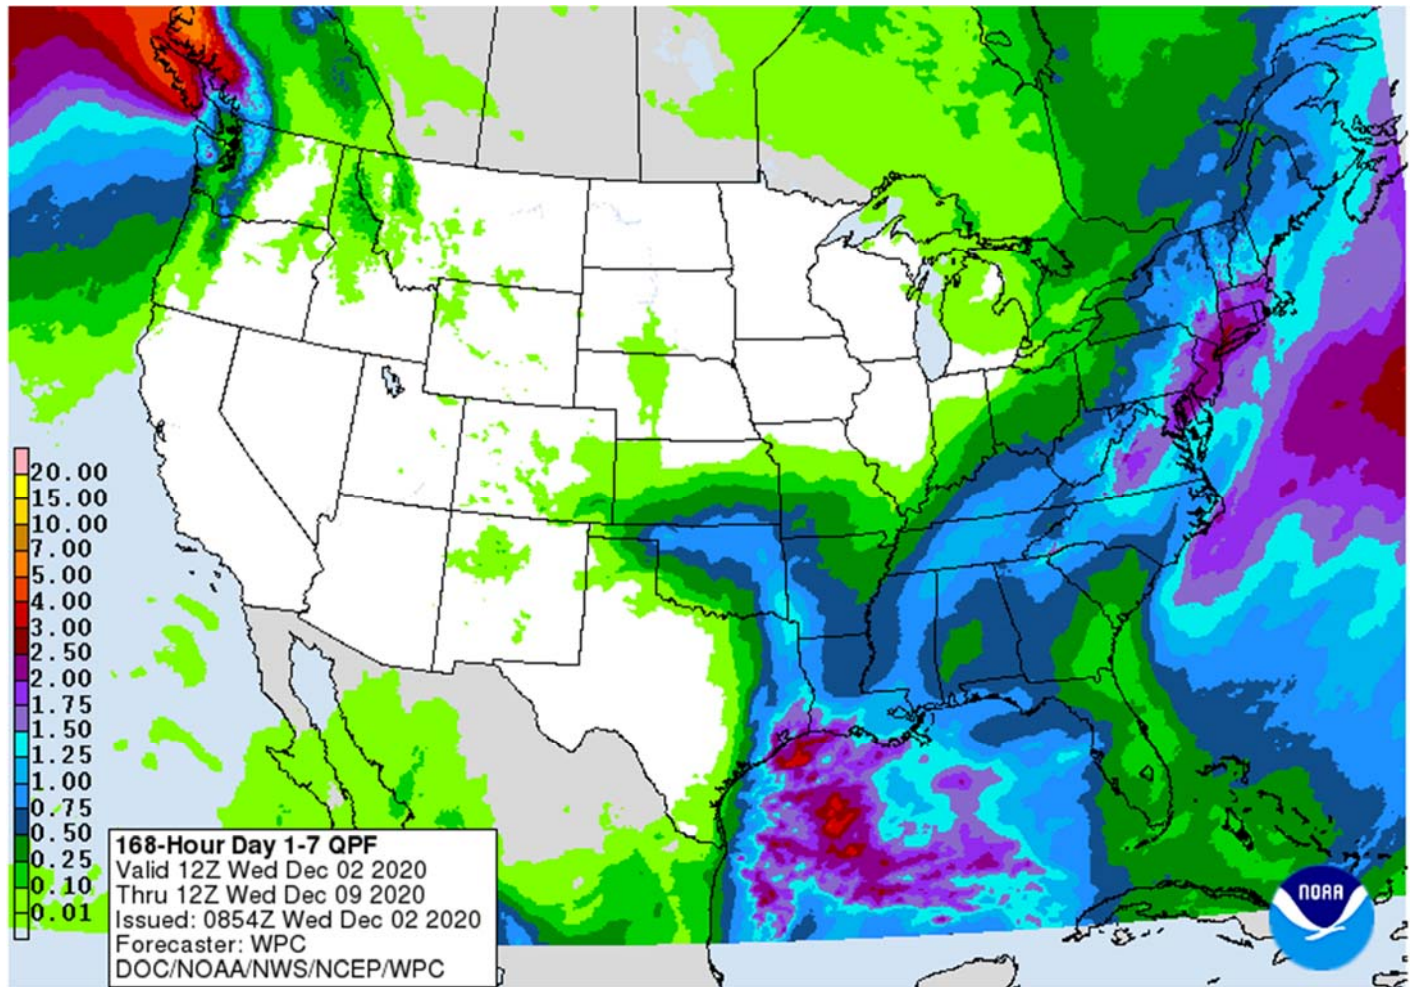 20.00
15.00
10.00
7.00
5.00
4.00
3.00
2.50
2.00
1.75
1.50
1.25
1.00
0.75
0.50
0.25
0.10
0.01
168-Hour Day 1-7 QPF
Valid 12Z Wed Dec 02 2020
Thru 12Z Wed Dec 09 2020
Issued: 0854Z Wed Dec 02 2020
Forecaster: WPC
DOC/NOAA/NWS/NCEP/WPC
NOAA